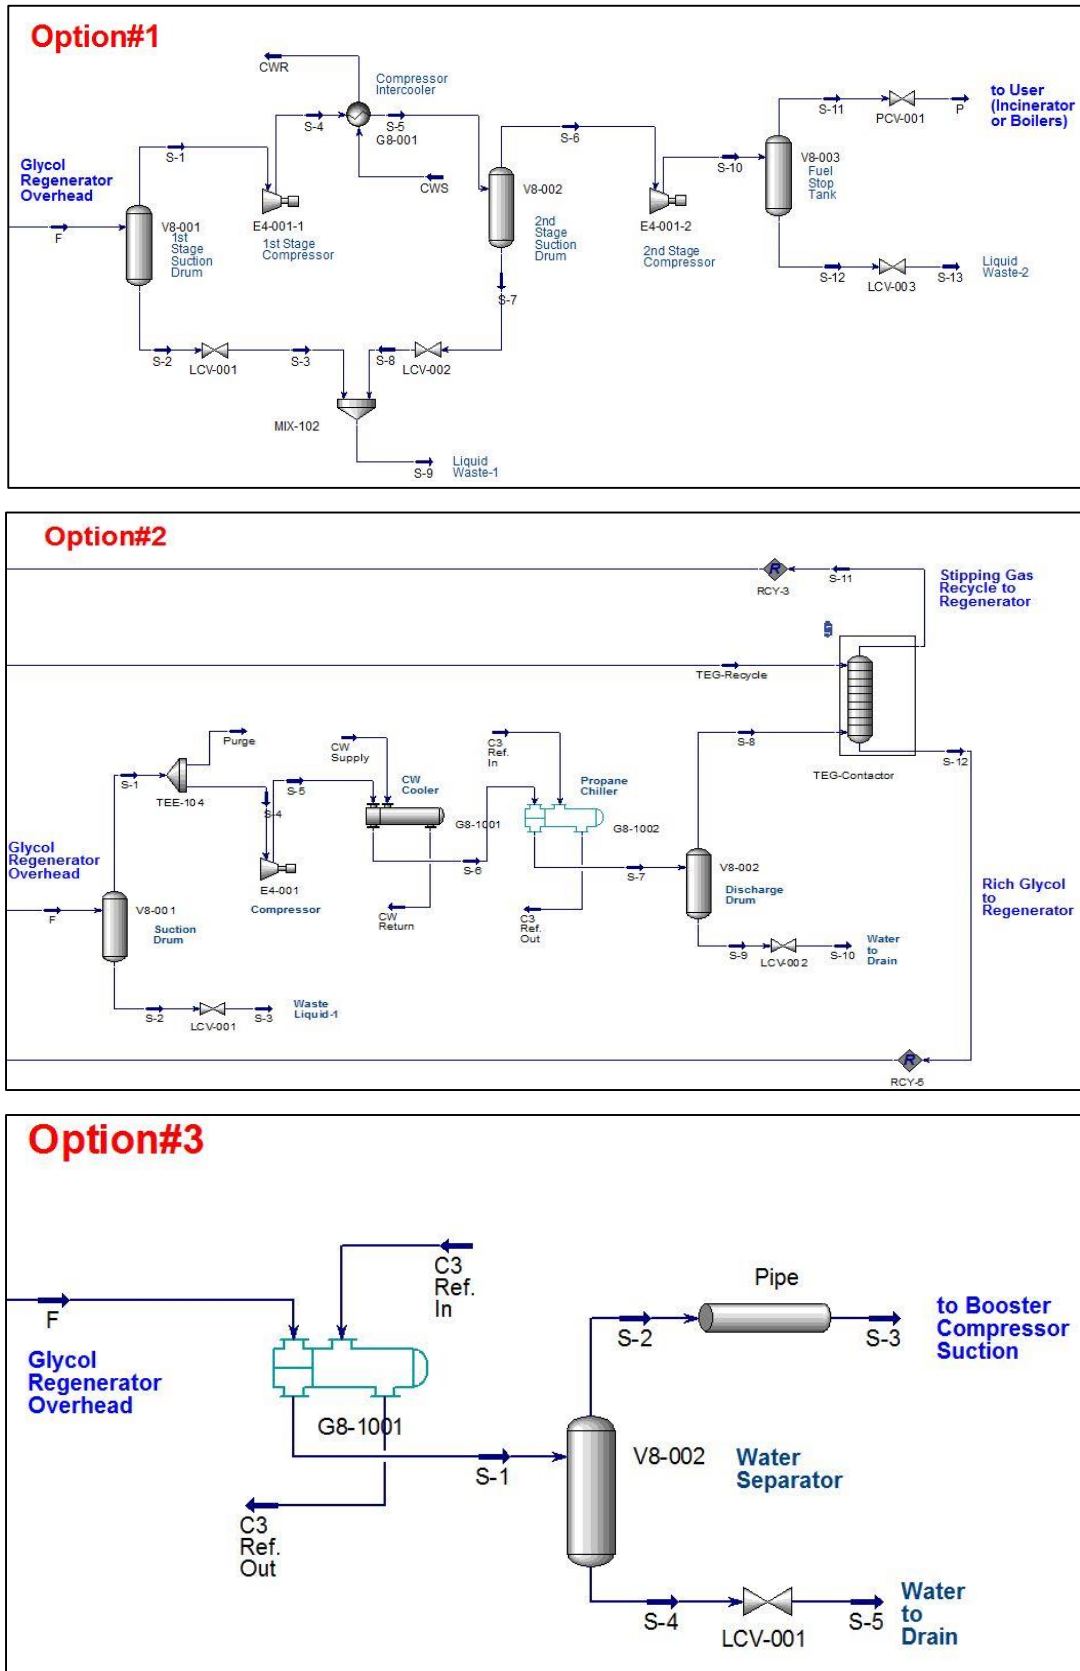 Option#1
CWR
Compressor
Intercooler
S-4
S-5
G8-001
S-1
S-6
CWS
Glycol
Regenerator
Overhead
F
V8-001
1st
Stage
Suction
Drum
E4-001-1
1st Stage
Compressor
V8-002
2nd
Stage
Suction
Drum
E4-001-2
2nd Stage
Compressor
S-10
S-11
PCV-001
P
to User
(Incinerator
or Boilers)
V8-003
Fuel
Stop
Tank
S-12
LCV-003
S-13
Liquid
Waste-2
S-7
S-2
LCV-001
S-3
S-8
LCV-002
MIX-102
S-9
Liquid
Waste-1
Option#2
RCY-3
S-11
Stipping Gas
Recycle to
Regenerator
TEG-Recycle
Purge
CW
Supply
C3
Ref.
In
S-8
S-12
TEG-Contactor
S-1
TEE-104
S-4
S-5
CW
Cooler
G8-1001
S-6
Propane
Chiller
G8-1002
S-7
Glycol
Regenerator
Overhead
F
V8-001
Suction
Drum
E4-001
Compressor
CW
Return
C3
Ref.
Out
V8-002
Discharge
Drum
Rich Glycol
to
Regenerator
S-9
LCV-002
S-10
Water
to
Drain
S-2
LCV-001
S-3
Waste
Liquid-1
RCY-5
Option#3
F
Glycol
Regenerator
Overhead
C3
Ref.
In
G8-1001
S-1
C3
Ref.
Out
S-2
Pipe
S-3
to Booster
Compressor
Suction
V8-002
Water
Separator
S-4
LCV-001
S-5
Water
to
Drain